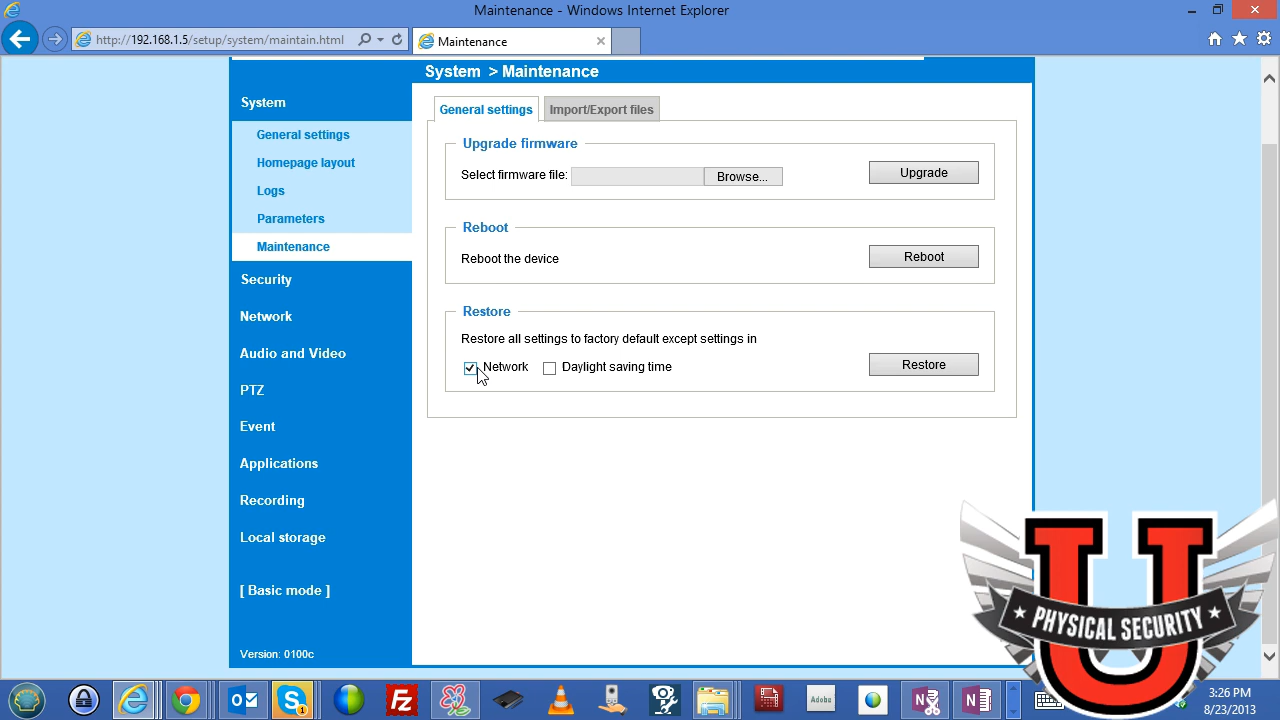 Maintenance - Windows Internet Explorer
http://192.168.1.5/setup/system/maintain.html
Maintenance
System > Maintenance
System
General settings
Homepage layout
Logs
Parameters
Maintenance
Security
Network
Audio and Video
PTZ
Event
Applications
Recording
Local storage
[ Basic mode ]
Version: 0100c
General settings
Import/Export files
Upgrade firmware
Select firmware file:
Browse...
Upgrade
Reboot
Reboot the device
Reboot
Restore
Restore all settings to factory default except settings in
Network
Daylight saving time
Restore
U
PHYSICAL SECURITY
Adobe
3:26 PM
8/23/2013